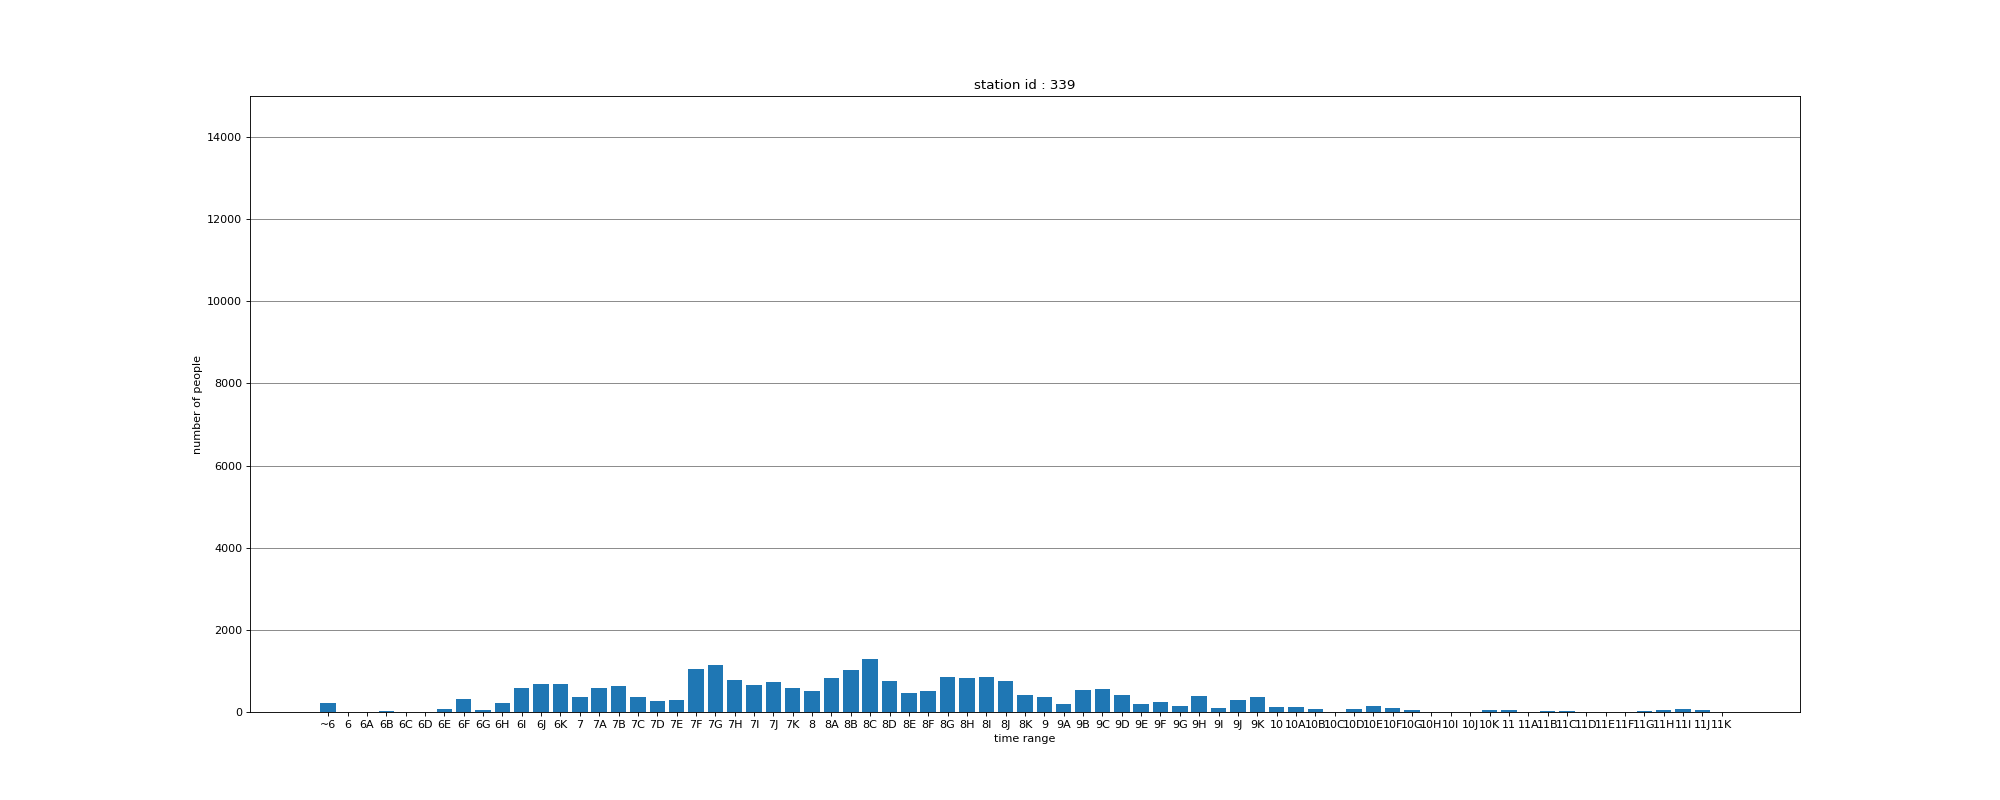 station id : 339
14000
12000
10000
8000
6000
4000
2000
0
number of people
~6 6 6A 6B 6C 6D 6E 6F 6G 6H 6I 6J 6K 7 7A 7B 7C 7D 7E 7F 7G 7H 7I 7J 7K 8 8A 8B 8C 8D 8E 8F 8G 8H 8I 8J 8K 9 9A 9B 9C 9D 9E 9F 9G 9H 9I 9J 9K 10 10A 10B 10C 10D 10E 10F 10G 10H 10I 10J 10K 11 11A 11B 11C 11D 11E 11F 11G 11H 11I 11J 11K
time range